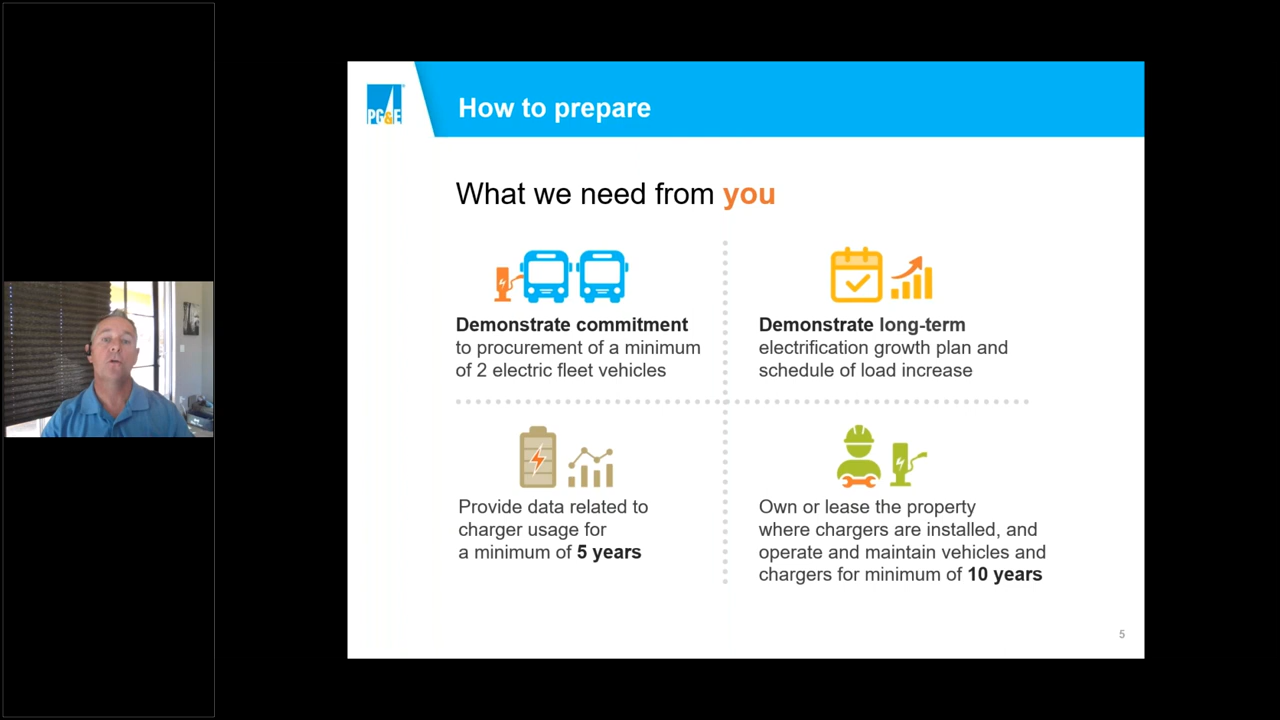 PG&E
How to prepare
What we need from you
Demonstrate commitment
to procurement of a minimum
of 2 electric fleet vehicles
Demonstrate long-term
electrification growth plan and
schedule of load increase
Provide data related to
charger usage for
a minimum of 5 years
Own or lease the property
where chargers are installed, and
operate and maintain vehicles and
chargers for minimum of 10 years
5